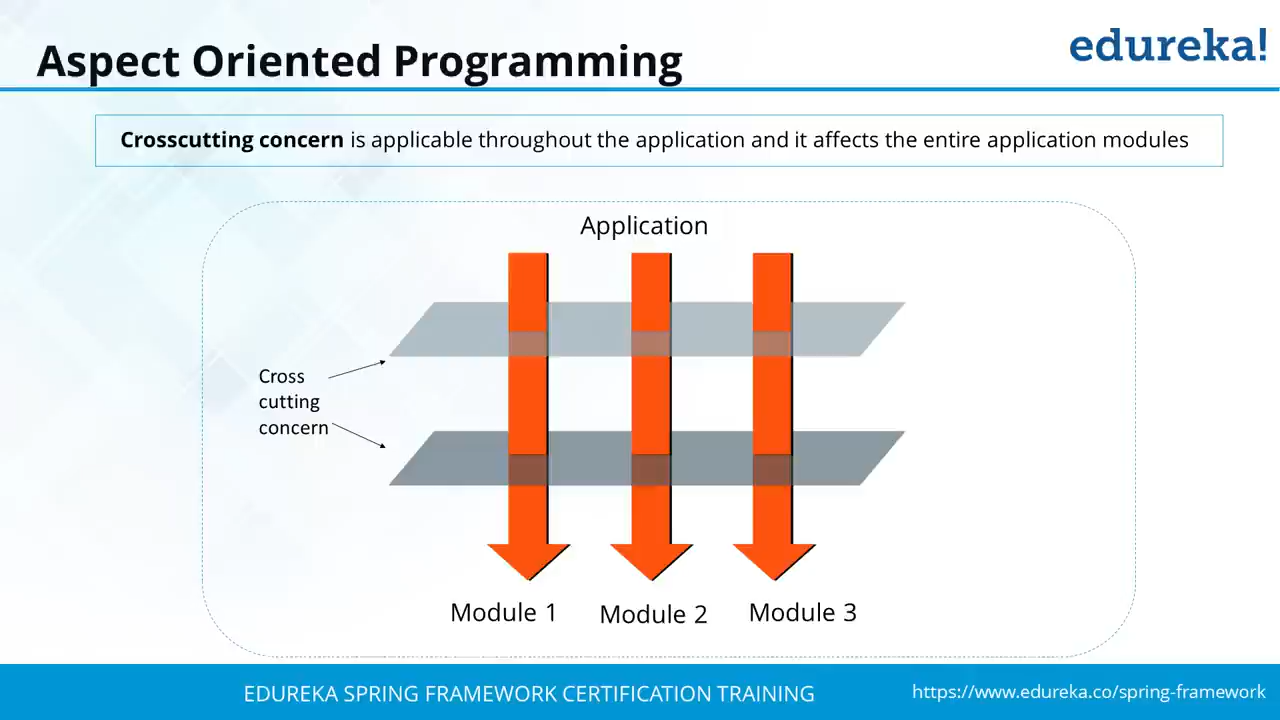 Aspect Oriented Programming
edureka!
Crosscutting concern is applicable throughout the application and it affects the entire application modules
Application
Cross
cutting
concern
Module 1
Module 2
Module 3
EDUREKA SPRING FRAMEWORK CERTIFICATION TRAINING
https://www.edureka.co/spring-framework